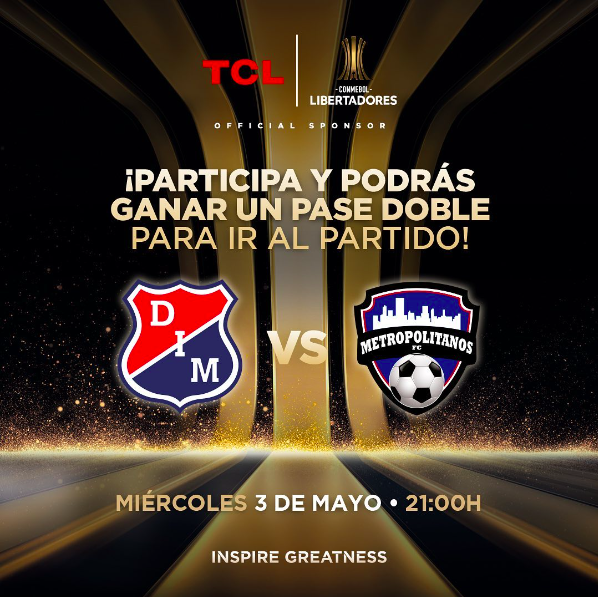 TCL
CONMEBOL
LIBERTADORES
OFFICIAL SPONSOR
¡PARTICIPA Y PODRÁS
GANAR UN PASE DOBLE
PARA IR AL PARTIDO!
DIM
VS
METROPOLITANOS
FC
MIÉRCOLES 3 DE MAYO • 21:00H
INSPIRE GREATNESS